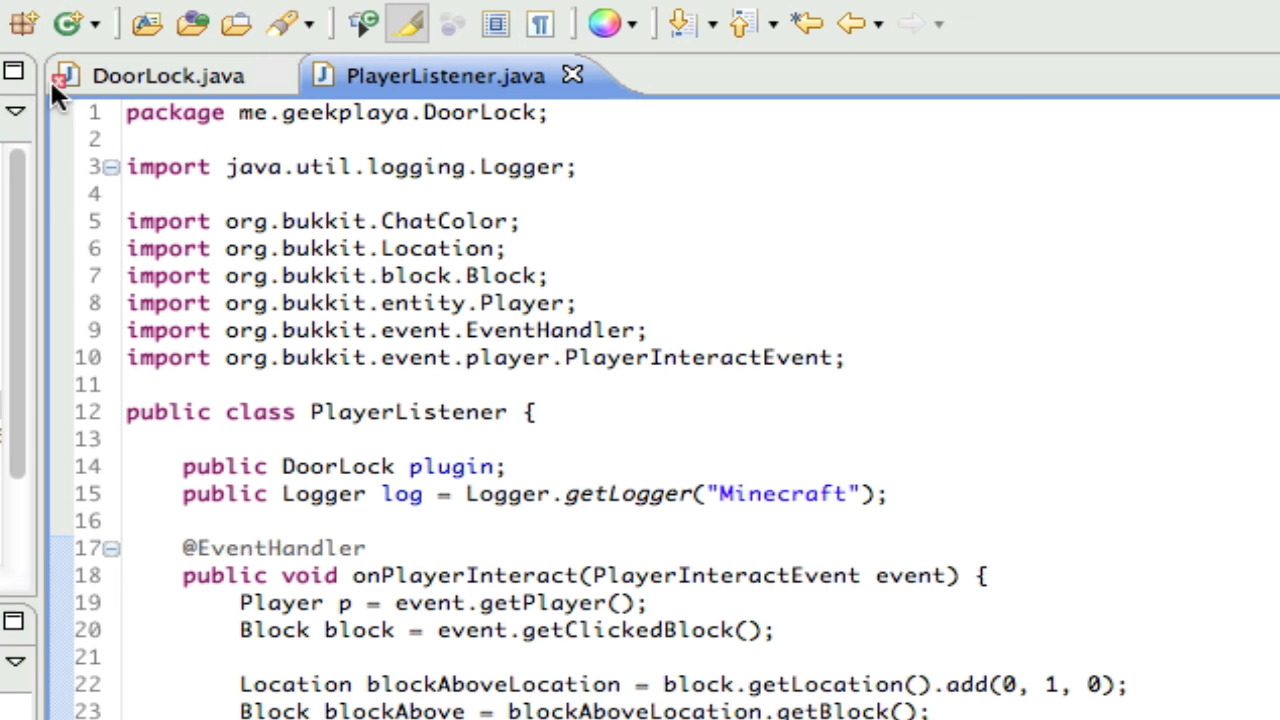 DoorLock.java
PlayerListener.java
1 package me.geekplaya.DoorLock;
2
3 import java.util.logging.Logger;
4
5 import org.bukkit.ChatColor;
6 import org.bukkit.Location;
7 import org.bukkit.block.Block;
8 import org.bukkit.entity.Player;
9 import org.bukkit.event.EventHandler;
10 import org.bukkit.event.player.PlayerInteractEvent;
11
12 public class PlayerListener {
13
14 public DoorLock plugin;
15 public Logger log = Logger.getLogger("Minecraft");
16
17 @EventHandler
18 public void onPlayerInteract(PlayerInteractEvent event) {
19 Player p = event.getPlayer();
20 Block block = event.getClickedBlock();
21
22 Location blockAboveLocation = block.getLocation().add(0, 1, 0);
23 Block blockAbove = blockAboveLocation.getBlock();